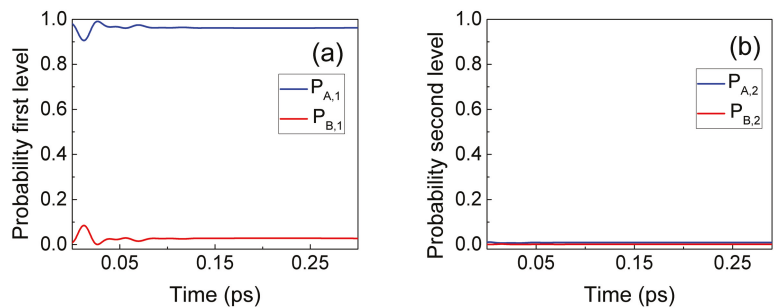 1.0
0.8
0.6
0.4
0.2
0.0
Probability first level
(a)
P_A,1
P_B,1
0.05
0.15
0.25
Time (ps)
1.0
0.8
0.6
0.4
0.2
0.0
Probability second level
(b)
P_A,2
P_B,2
0.05
0.15
0.25
Time (ps)